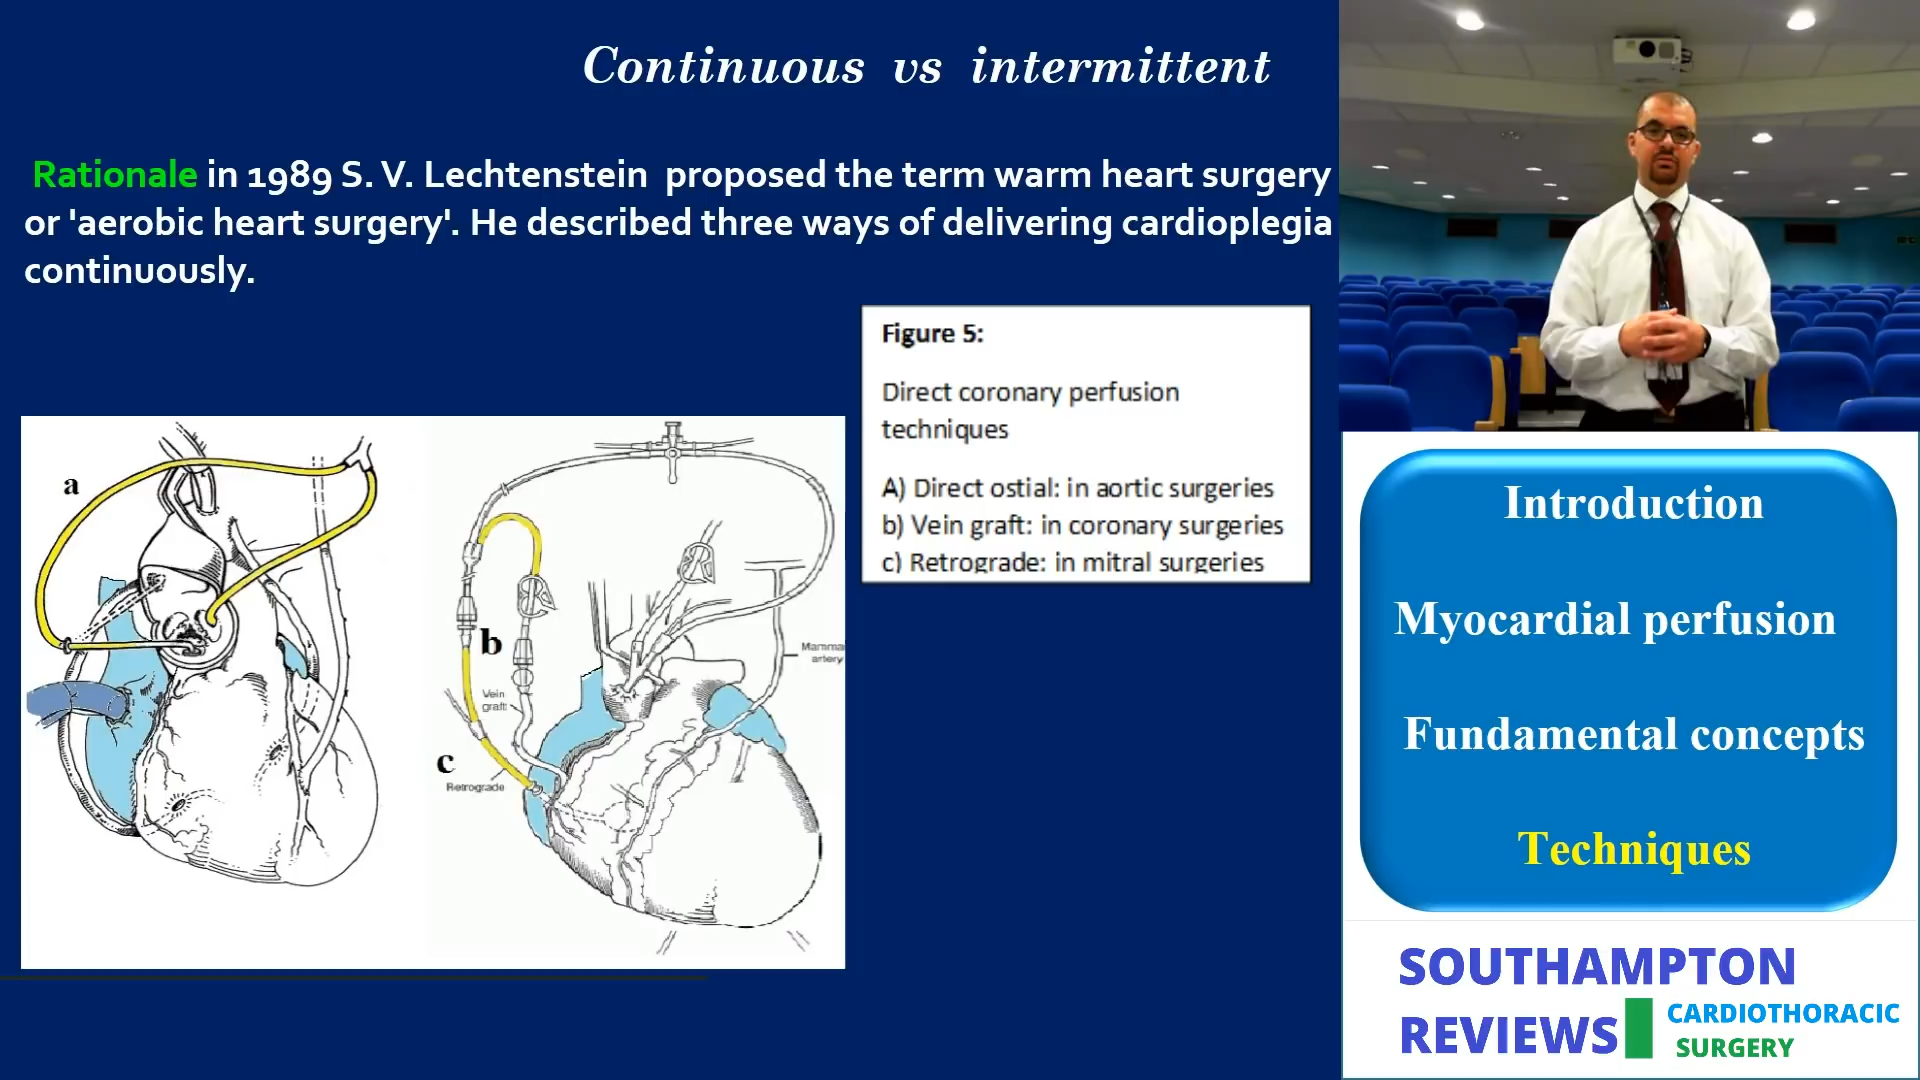 Continuous vs intermittent
Rationale in 1989 S. V. Lechtenstein proposed the term warm heart surgery
or 'aerobic heart surgery'. He described three ways of delivering cardioplegia
continuously.
Figure 5:
Direct coronary perfusion
techniques
A) Direct ostial: in aortic surgeries
b) Vein graft: in coronary surgeries
c) Retrograde: in mitral surgeries
a
b
c
Vein
graft
Retrograde
Mamma
artery
Introduction
Myocardial perfusion
Fundamental concepts
Techniques
SOUTHAMPTON
REVIEWS
CARDIOTHORACIC
SURGERY